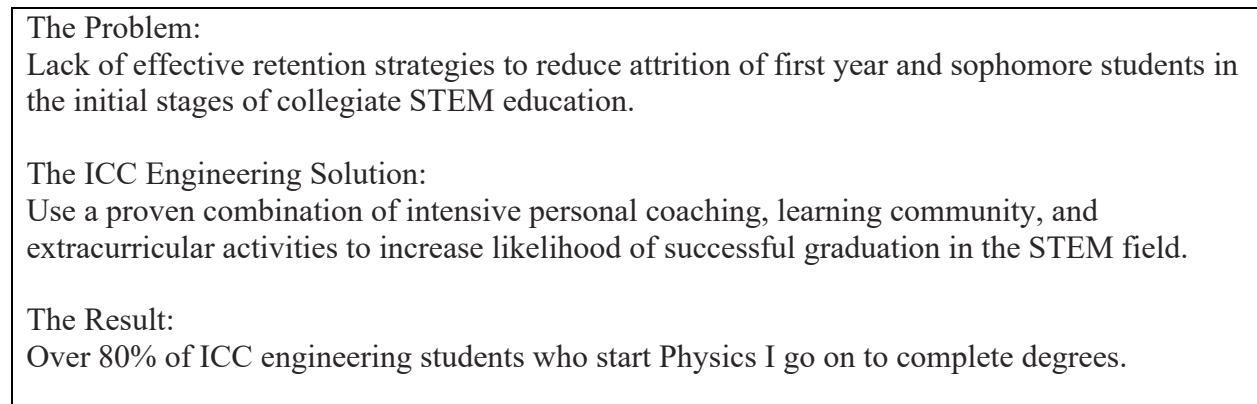 The Problem:
Lack of effective retention strategies to reduce attrition of first year and sophomore students in
the initial stages of collegiate STEM education.
The ICC Engineering Solution:
Use a proven combination of intensive personal coaching, learning community, and
extracurricular activities to increase likelihood of successful graduation in the STEM field.
The Result:
Over 80% of ICC engineering students who start Physics I go on to complete degrees.